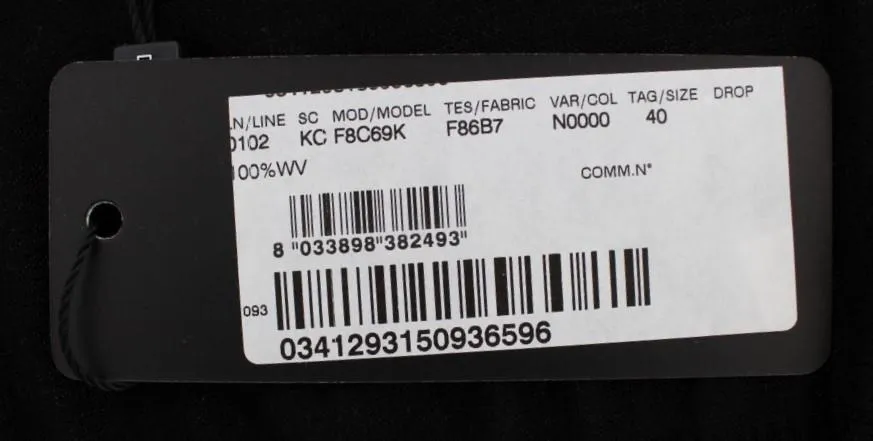 LN/LINE SC MOD/MODEL TES/FABRIC VAR/COL TAG/SIZE DROP
0102 KC F8C69K F86B7 N0000 40
100%WV COMM.N°
8 "033898"382493"
093
0341293150936596